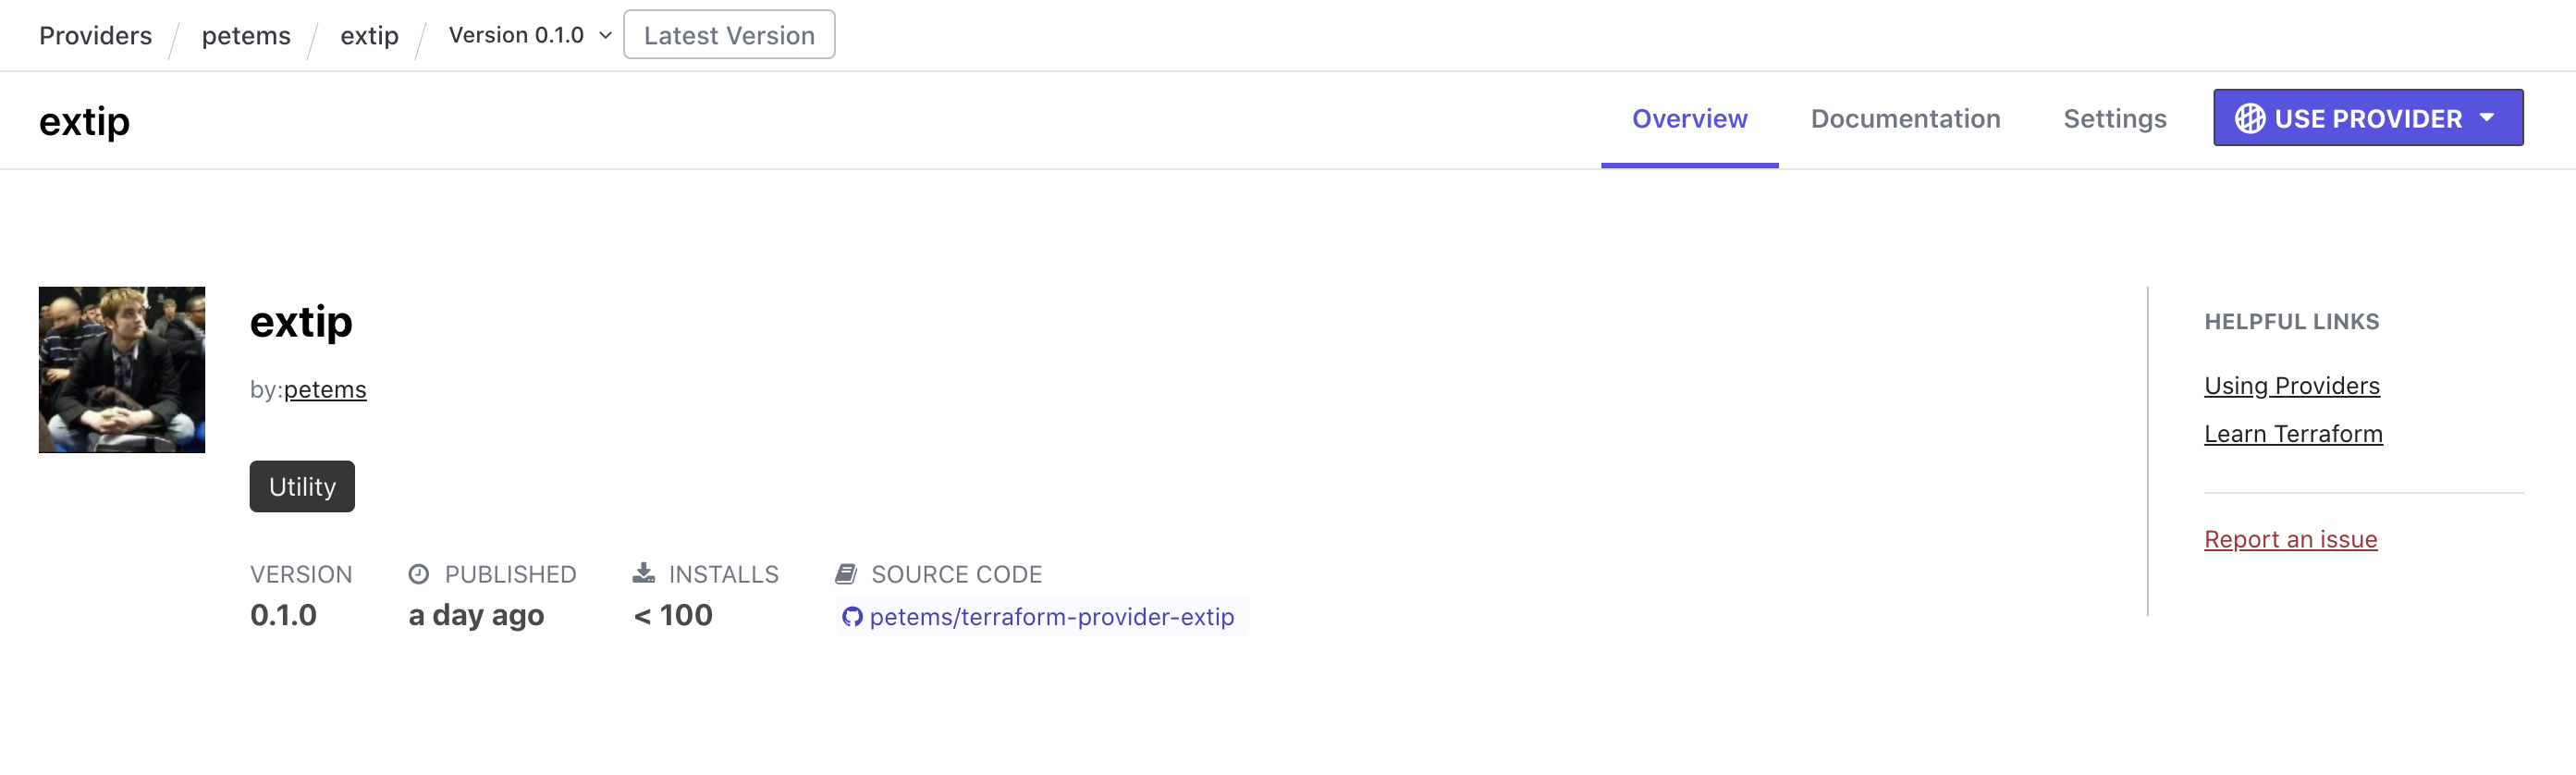 Providers / petems / extip / Version 0.1.0 Latest Version
extip
Overview Documentation Settings USE PROVIDER
extip
by:petems
Utility
VERSION PUBLISHED INSTALLS SOURCE CODE
0.1.0 a day ago < 100 petems/terraform-provider-extip
HELPFUL LINKS
Using Providers
Learn Terraform
Report an issue